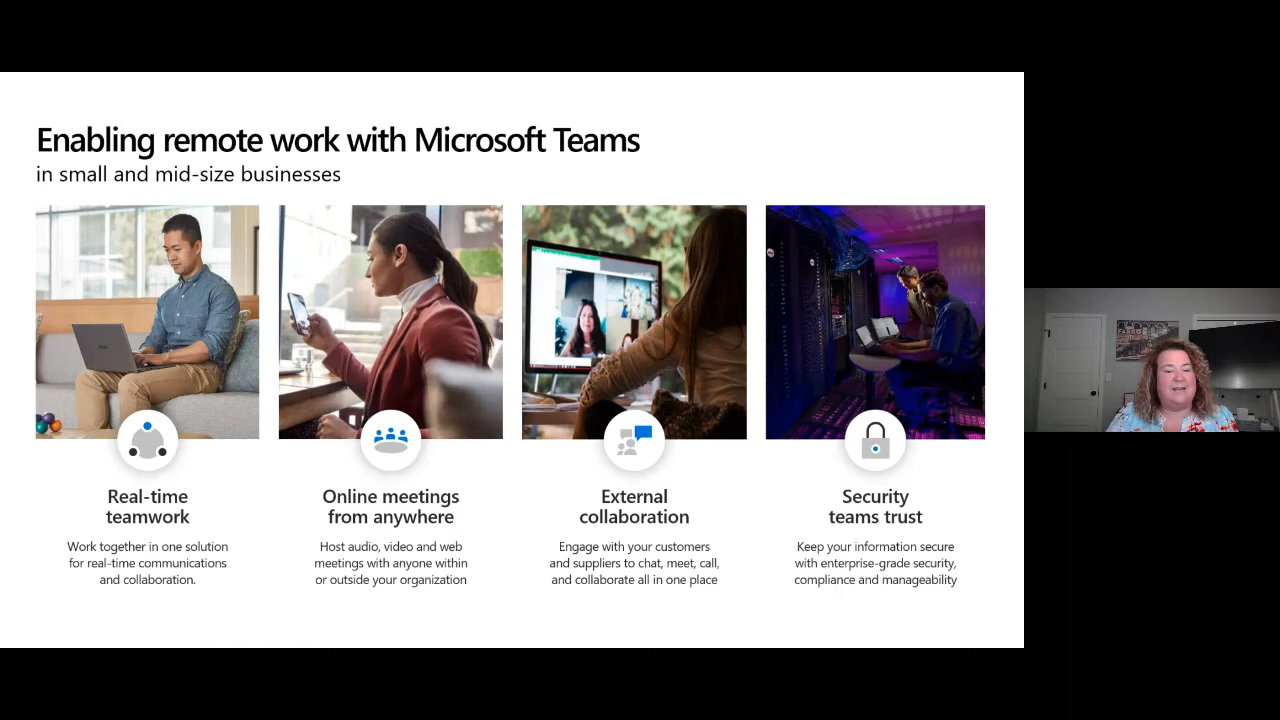 Enabling remote work with Microsoft Teams
in small and mid-size businesses
FARGO
Real-time
teamwork
Work together in one solution
for real-time communications
and collaboration.
Online meetings
from anywhere
Host audio, video and web
meetings with anyone within
or outside your organization
External
collaboration
Engage with your customers
and suppliers to chat, meet, call,
and collaborate all in one place
Security
teams trust
Keep your information secure
with enterprise-grade security,
compliance and manageability